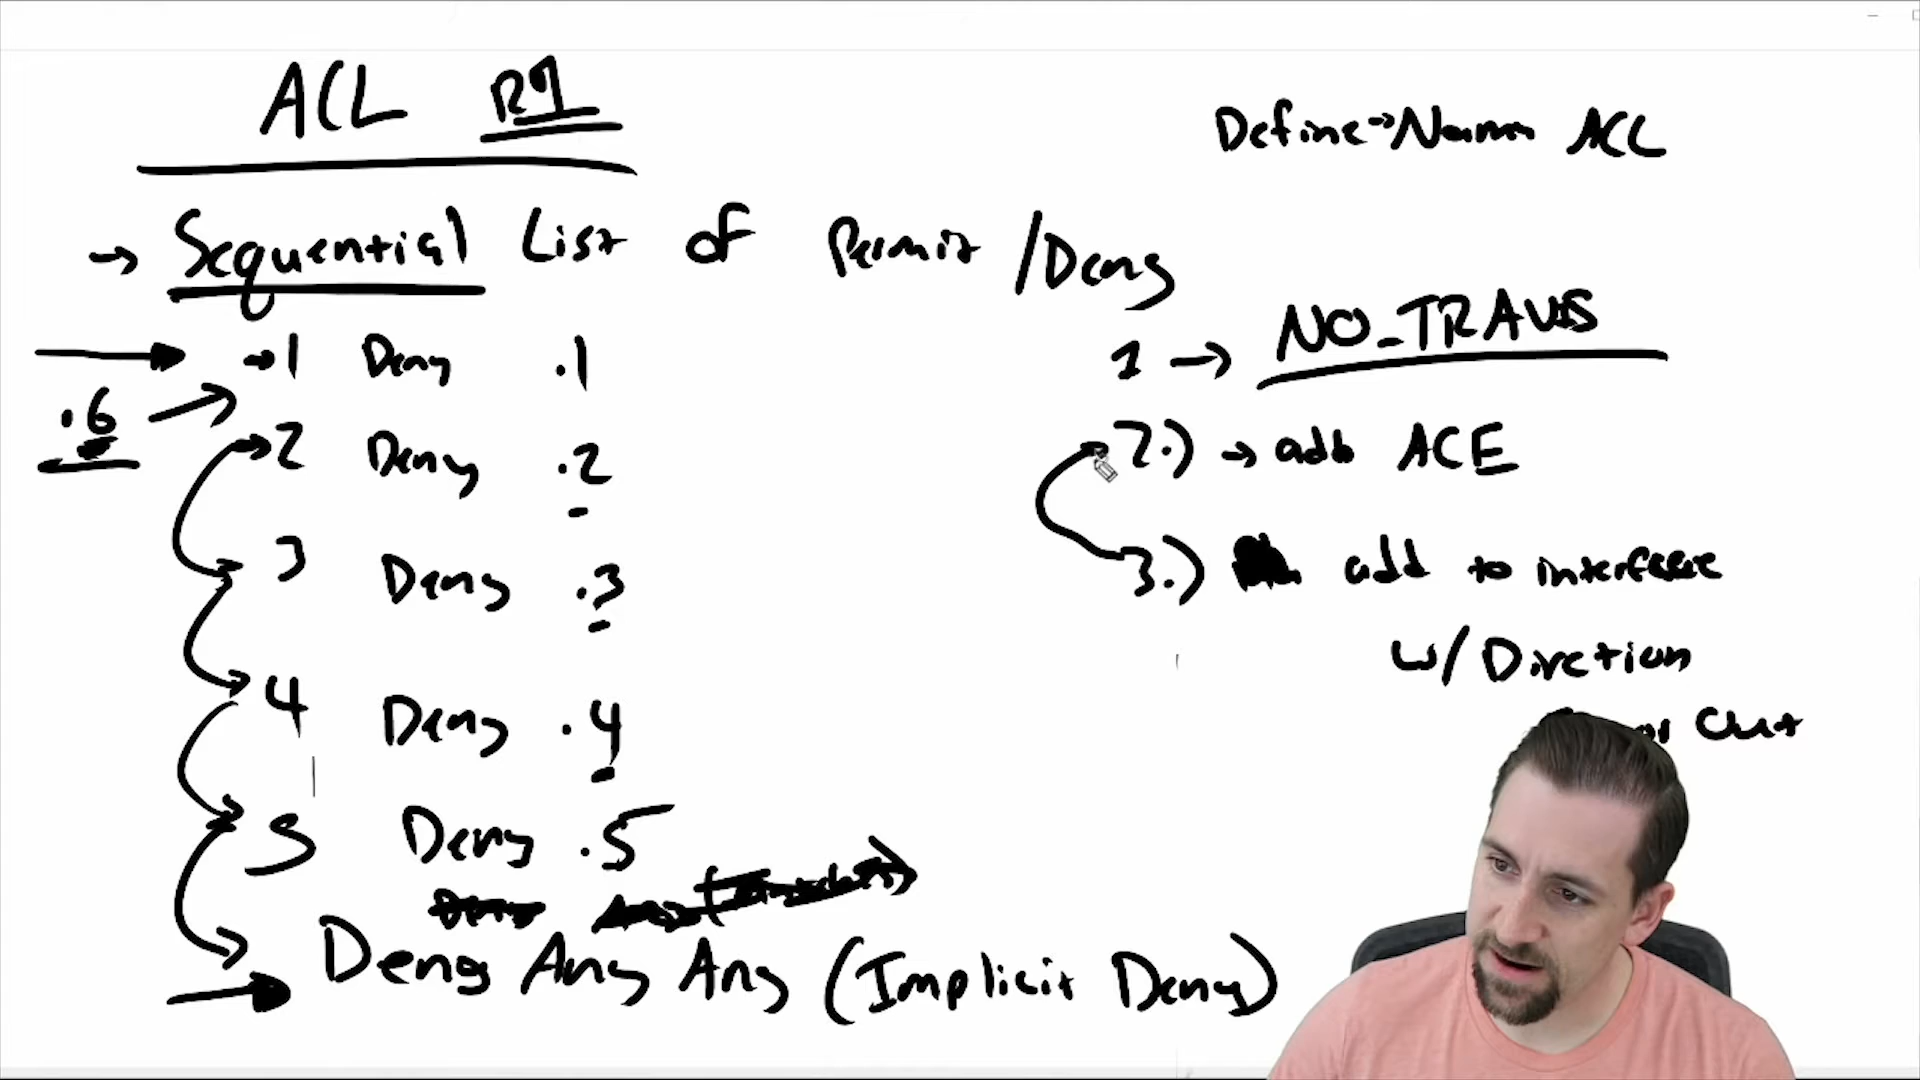 ACL R1
→ Sequential List of Permit / Deny
→ 1 Deny .1
.6
2 Deny .2
3 Deny .3
4 Deny .4
5 Deny .5
Deny Any Any (Implicit Deny)
Define → ACL
1 → NO_TRAVIS
2.) → add ACE
3.) add to interface
w/ Direction